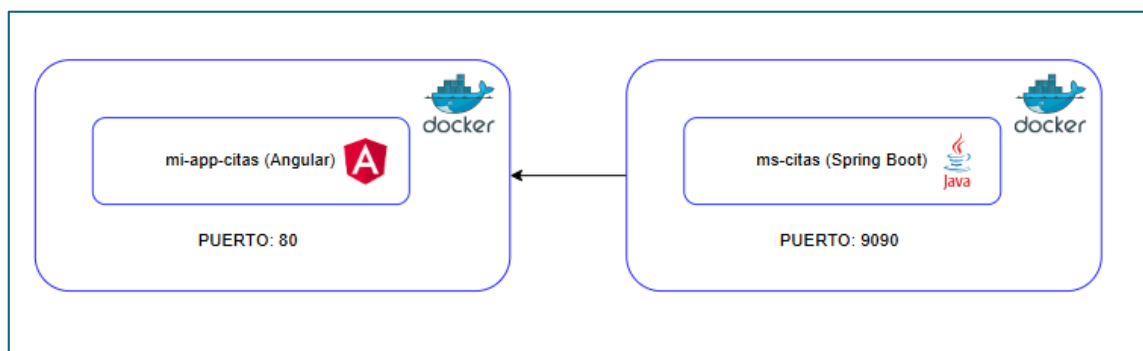 docker
mi-app-citas (Angular)
PUERTO: 80
docker
ms-citas (Spring Boot)
Java
PUERTO: 9090